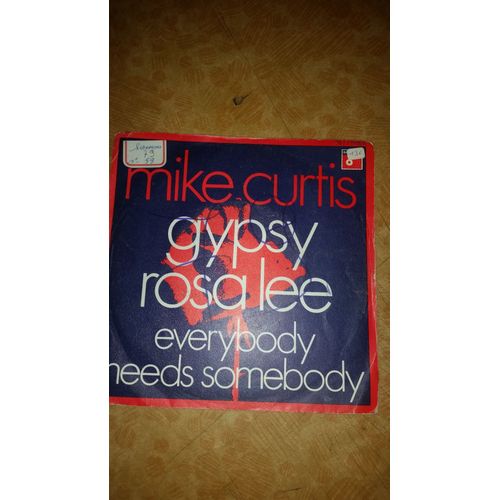 mike curtis
gypsy
rosa lee
everybody
needs somebody